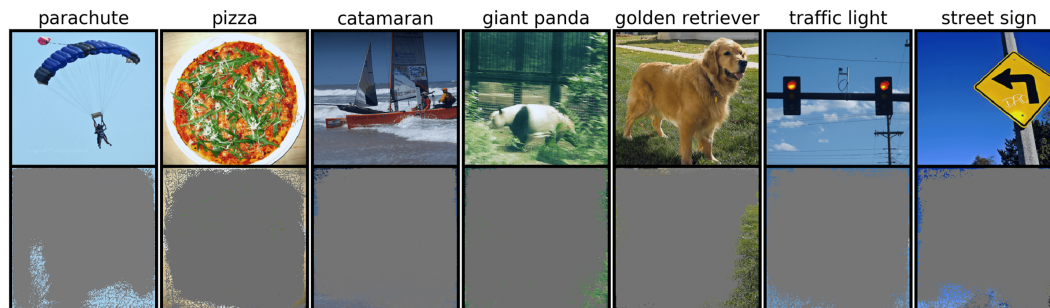 parachute
pizza
catamaran
giant panda
golden retriever
traffic light
street sign